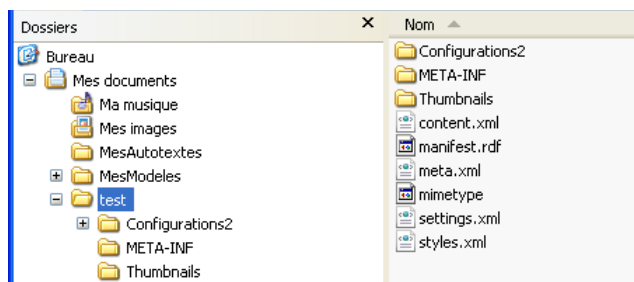 Dossiers
Bureau
Mes documents
Ma musique
Mes images
MesAutotextes
MesModeles
test
Configurations2
META-INF
Thumbnails
Nom
Configurations2
META-INF
Thumbnails
content.xml
manifest.rdf
meta.xml
mimetype
settings.xml
styles.xml